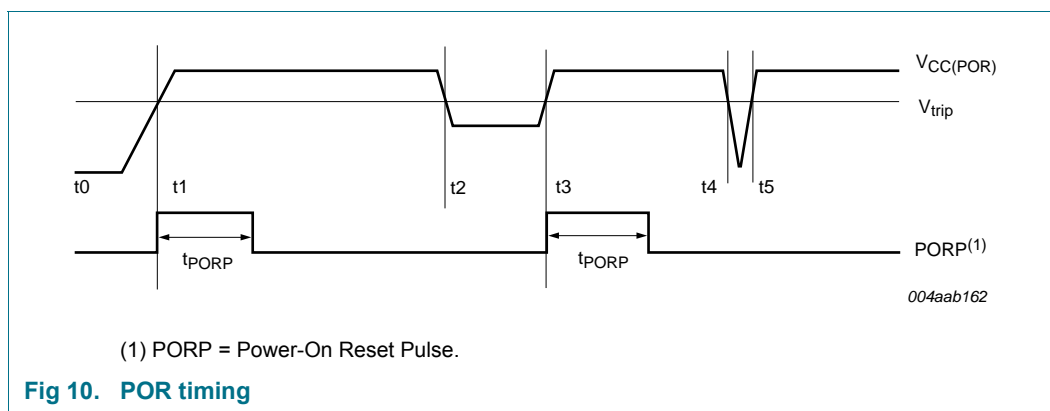 VCC(POR)
Vtrip
t0 t1 t2 t3 t4 t5
tPORP tPORP PORP(1)
004aab162
(1) PORP = Power-On Reset Pulse.
Fig 10. POR timing